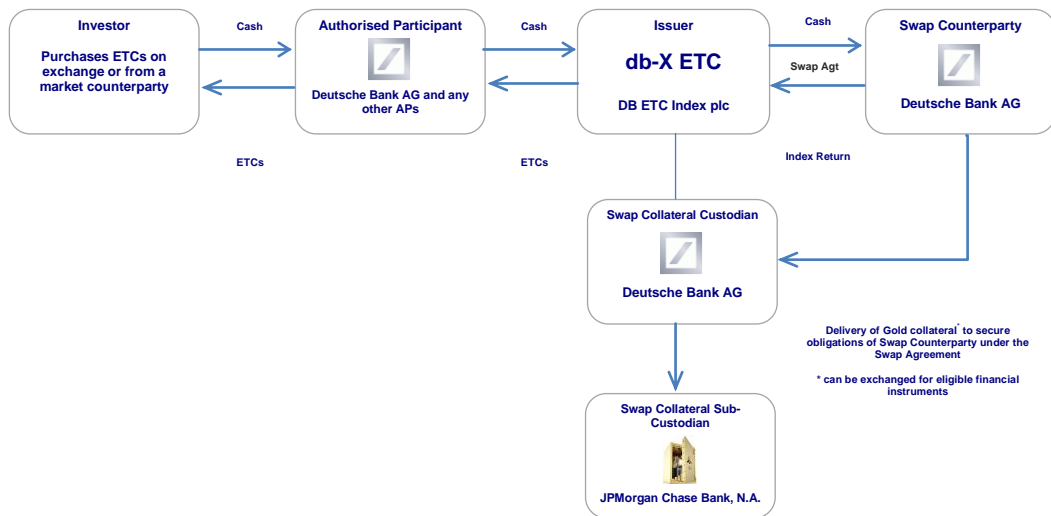 Investor
Purchases ETCs on
exchange or from a
market counterparty
Cash
Authorised Participant
Deutsche Bank AG and any
other APs
Cash
Issuer
db-X ETC
DB ETC Index plc
Cash
Swap Agt
Swap Counterparty
Deutsche Bank AG
ETCs
ETCs
Index Return
Swap Collateral Custodian
Deutsche Bank AG
Delivery of Gold collateral* to secure
obligations of Swap Counterparty under the
Swap Agreement
* can be exchanged for eligible financial
instruments
Swap Collateral Sub-
Custodian
JPMorgan Chase Bank, N.A.